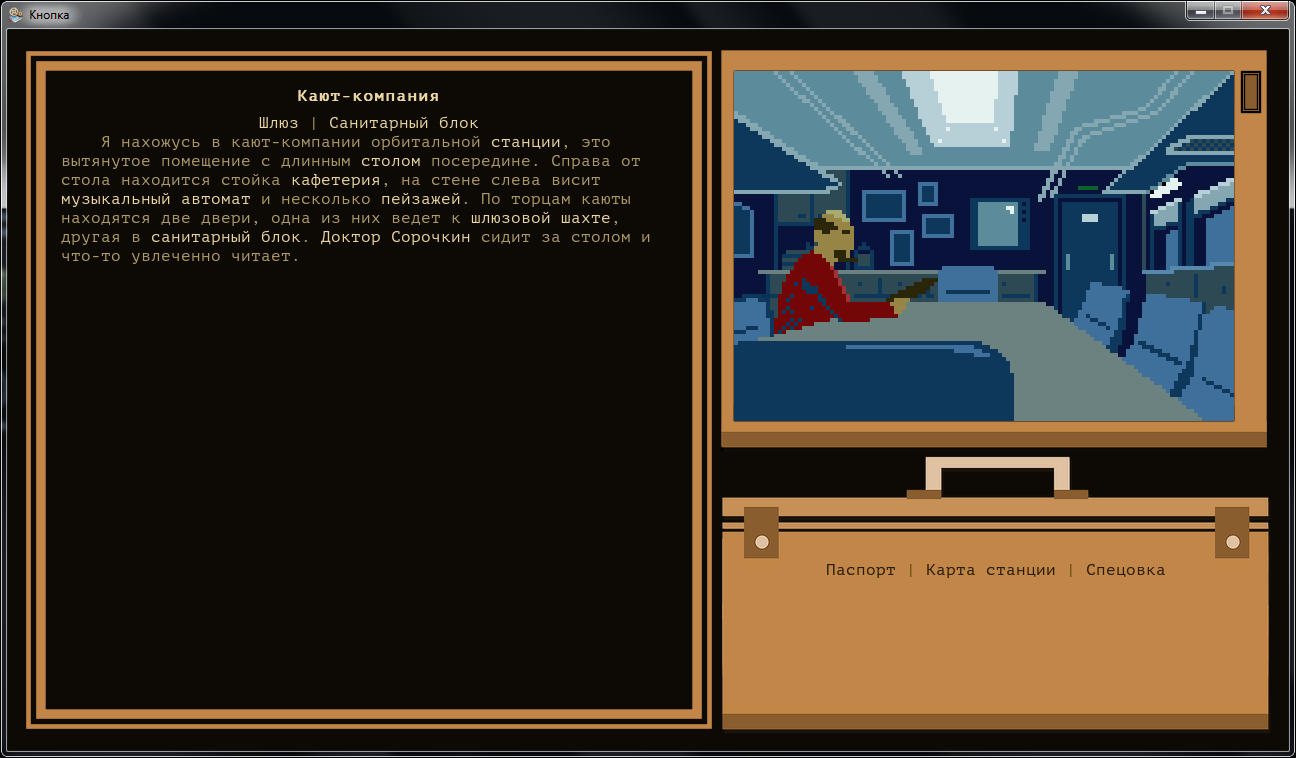 Кнопка
Кают-компания
Шлюз | Санитарный блок
Я нахожусь в кают-компании орбитальной станции, это
вытянутое помещение с длинным столом посередине. Справа от
стола находится стойка кафетерия, на стене слева висит
музыкальный автомат и несколько пейзажей. По торцам каюты
находятся две двери, одна из них ведет к шлюзовой шахте,
другая в санитарный блок. Доктор Сорочкин сидит за столом и
что-то увлеченно читает.
Паспорт | Карта станции | Спецовка